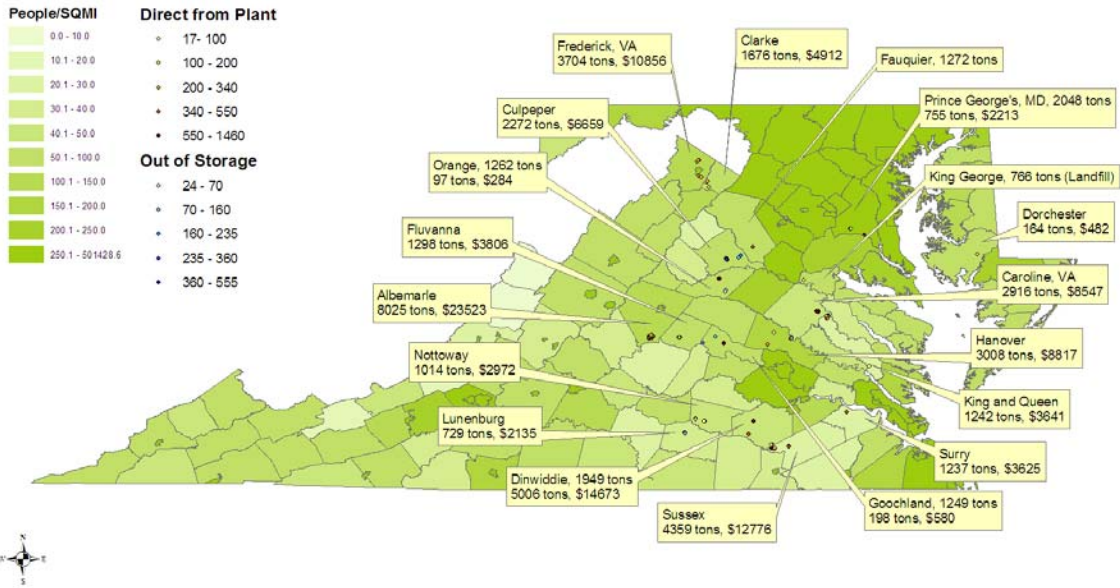 People/SQMI
0.0 - 10.0
10.1 - 20.0
20.1 - 30.0
30.1 - 40.0
40.1 - 50.0
50.1 - 100.0
100.1 - 150.0
150.1 - 200.0
200.1 - 250.0
250.1 - 501428.6
Direct from Plant
17- 100
100 - 200
200 - 340
340 - 550
550 - 1460
Out of Storage
24 - 70
70 - 160
160 - 235
235 - 360
360 - 555
Frederick, VA
3704 tons, $10856
Clarke
1676 tons, $4912
Fauquier, 1272 tons
Culpeper
2272 tons, $6659
Prince George's, MD, 2048 tons
755 tons, $2213
Orange, 1262 tons
97 tons, $284
King George, 766 tons (Landfill)
Dorchester
164 tons, $482
Fluvanna
1298 tons, $3806
Caroline, VA
2916 tons, $8547
Albemarle
8025 tons, $23523
Hanover
3008 tons, $8817
Nottoway
1014 tons, $2972
King and Queen
1242 tons, $3641
Lunenburg
729 tons, $2135
Surry
1237 tons, $3625
Dinwiddie, 1949 tons
5006 tons, $14673
Goochland, 1249 tons
198 tons, $580
Sussex
4359 tons, $12776
N
W
E
S